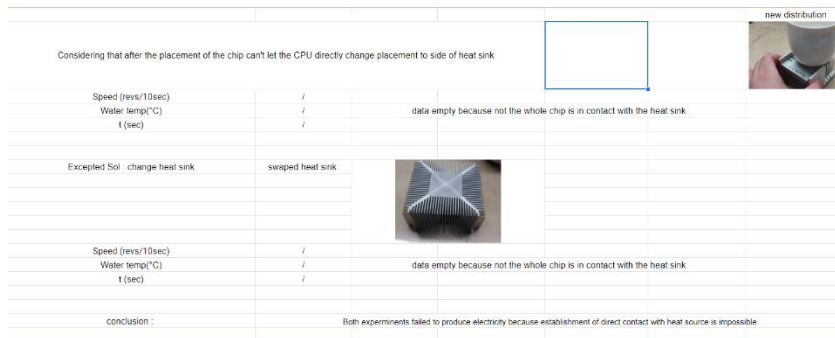 new distribution
Considering that after the placement of the chip can't let the CPU directly change placement to side of heat sink
Speed (revs/10sec) /
Water temp(°C) / data empty because not the whole chip is in contact with the heat sink
t (sec) /
Excepted Sol : change heat sink swaped heat sink
Speed (revs/10sec) /
Water temp(°C) / data empty because not the whole chip is in contact with the heat sink
t (sec) /
conclusion : Both experminents failed to produce electricity because establishment of direct contact with heat source is impossible